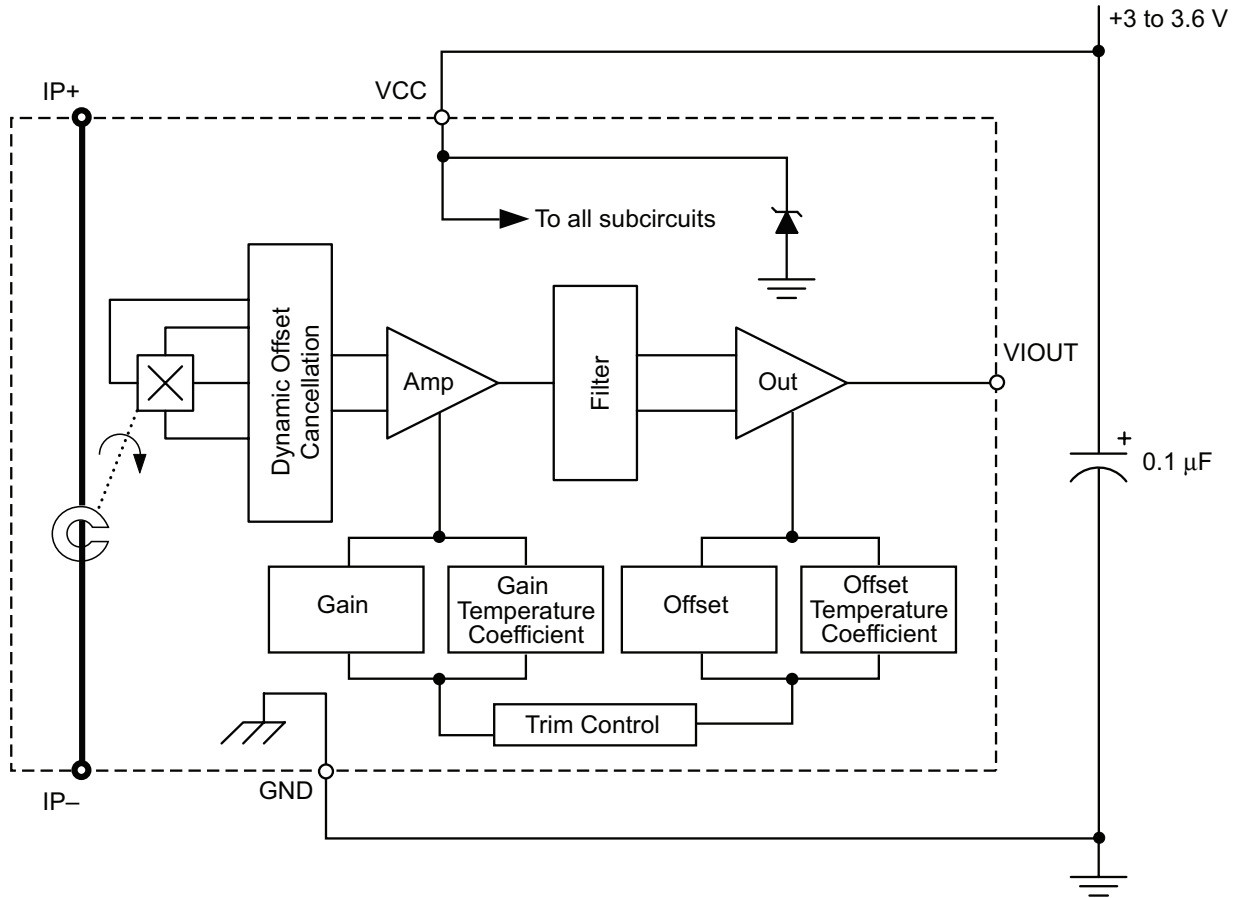 +3 to 3.6 V
IP+
VCC
To all subcircuits
Dynamic Offset
Cancellation
Amp
Filter
Out
VIOUT
+
0.1 µF
Gain
Gain
Temperature
Coefficient
Offset
Offset
Temperature
Coefficient
Trim Control
GND
IP–